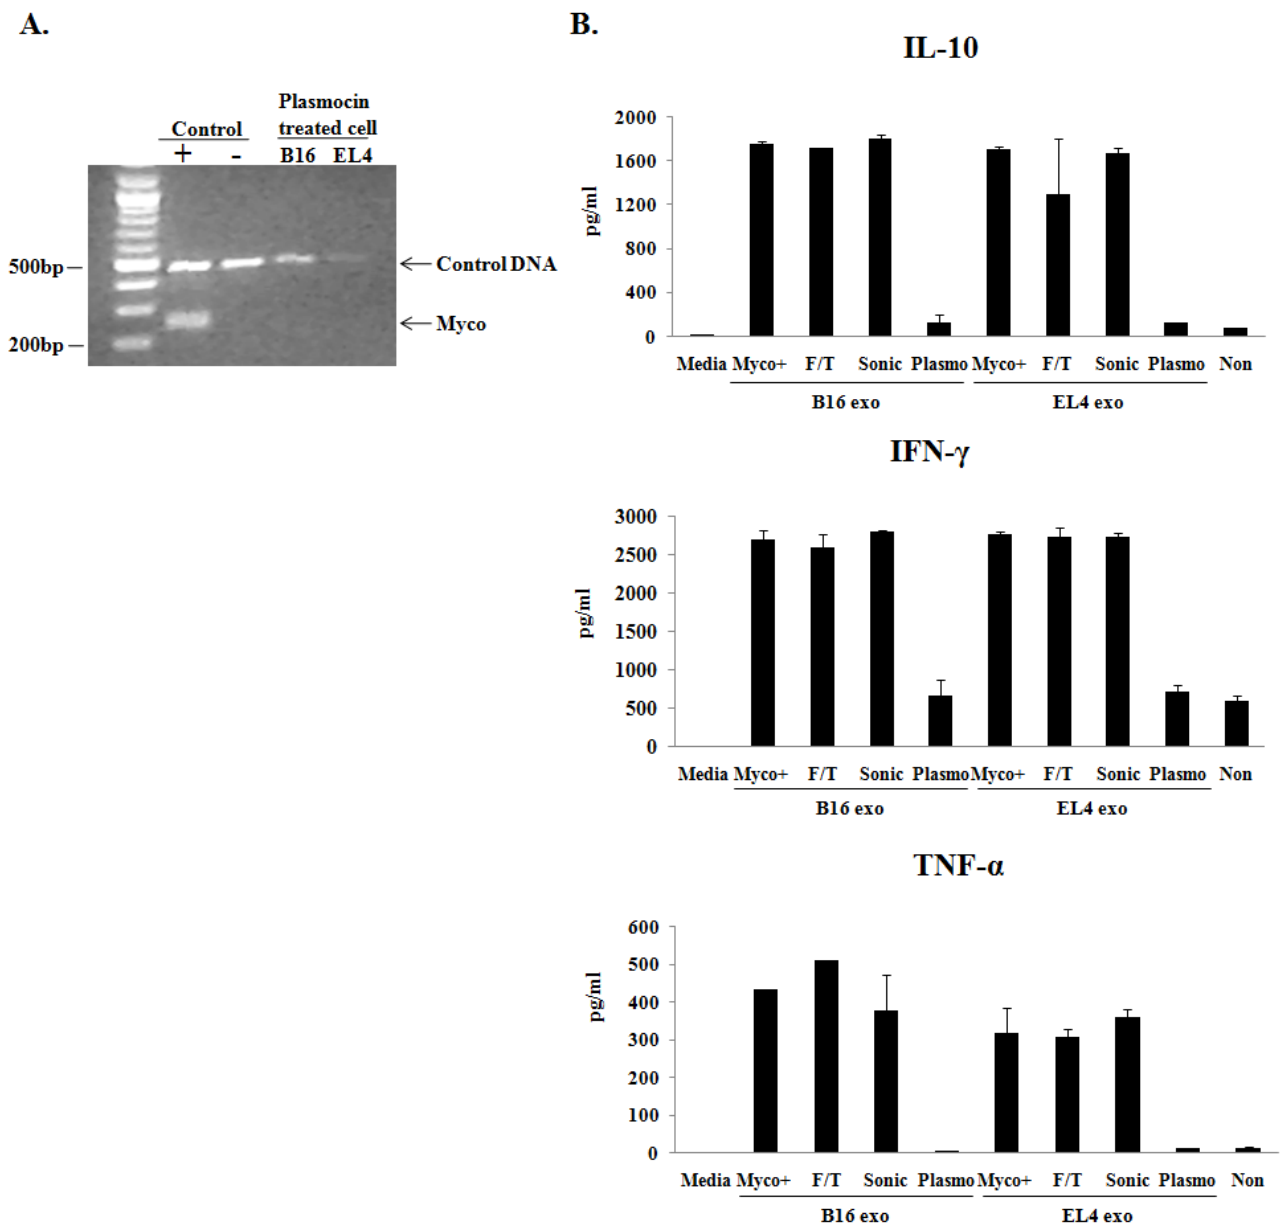 A.
Plasmocin
treated cell
Control
+ - B16 EL4
500bp
Control DNA
Myco
200bp
B.
IL-10
pg/ml
2000
1600
1200
800
400
0
Media Myco+ F/T Sonic Plasmo Myco+ F/T Sonic Plasmo Non
B16 exo EL4 exo
IFN-γ
pg/ml
3000
2500
2000
1500
1000
500
0
Media Myco+ F/T Sonic Plasmo Myco+ F/T Sonic Plasmo Non
B16 exo EL4 exo
TNF-α
pg/ml
600
500
400
300
200
100
0
Media Myco+ F/T Sonic Plasmo Myco+ F/T Sonic Plasmo Non
B16 exo EL4 exo